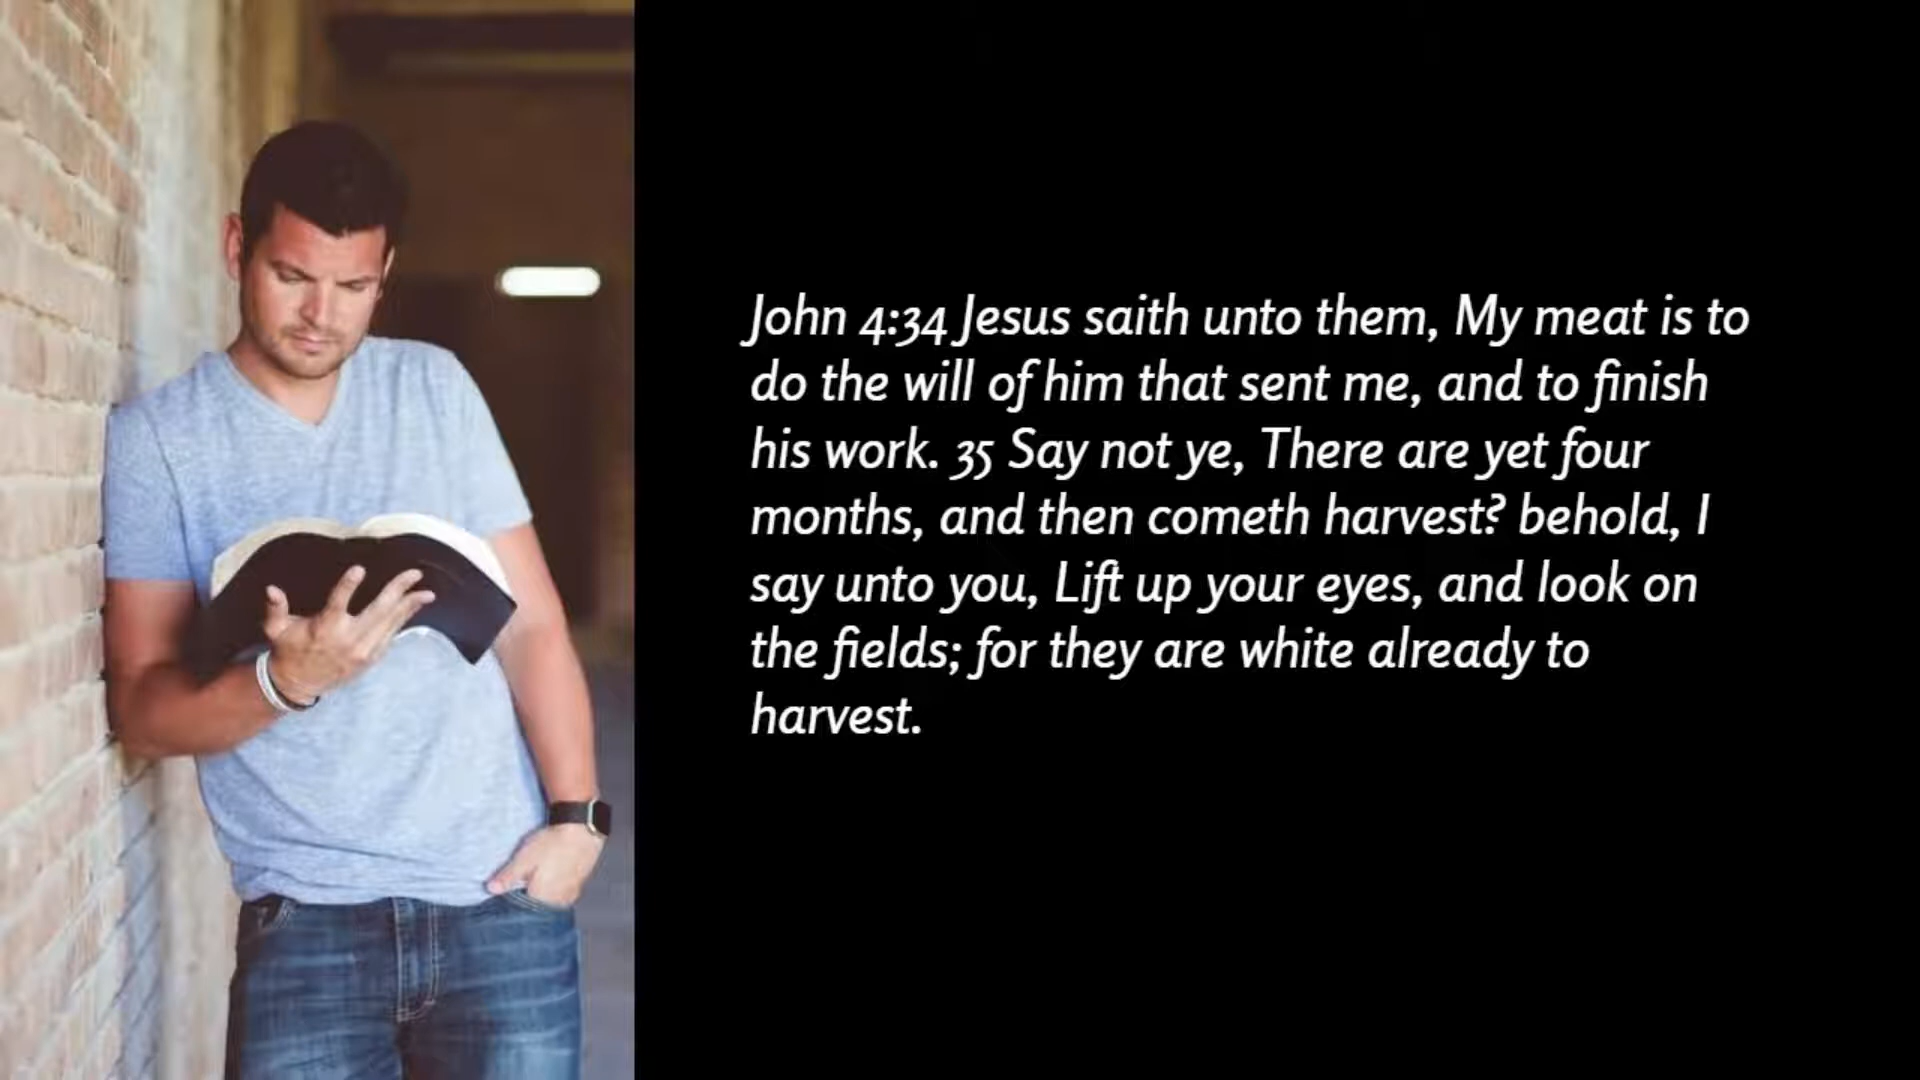 John 4:34 Jesus saith unto them, My meat is to
do the will of him that sent me, and to finish
his work. 35 Say not ye, There are yet four
months, and then cometh harvest? behold, I
say unto you, Lift up your eyes, and look on
the fields; for they are white already to
harvest.